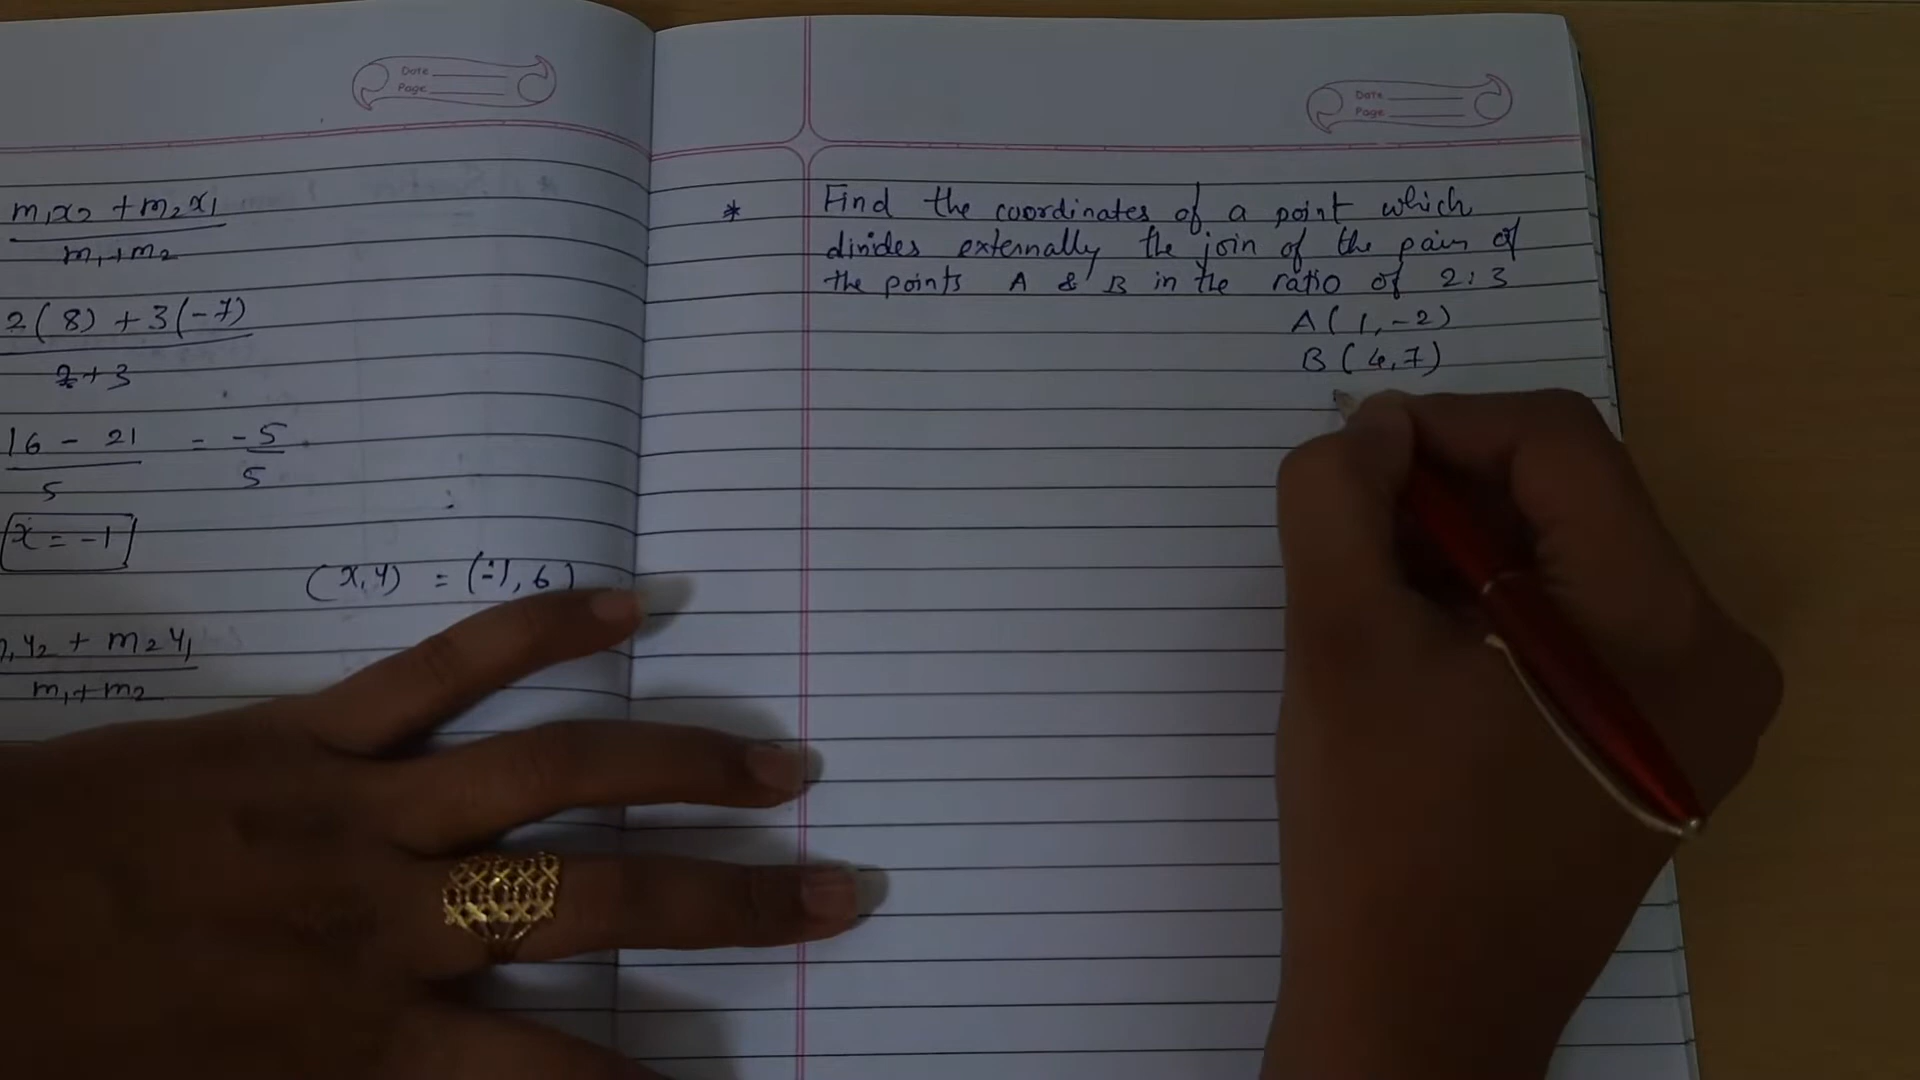 Date
Page
m₁x₂ + m₂x₁
m₁+m₂
2(8) + 3(-7)
2+3
16 - 21 = -5
5 5
x = -1
(x,y) = (-1, 6)
y₂ + m₂y₁
m₁+m₂
Date
Page
* Find the coordinates of a point which
divides externally the join of the pair of
the points A & B in the ratio of 2:3
A(1,-2)
B(4,7)